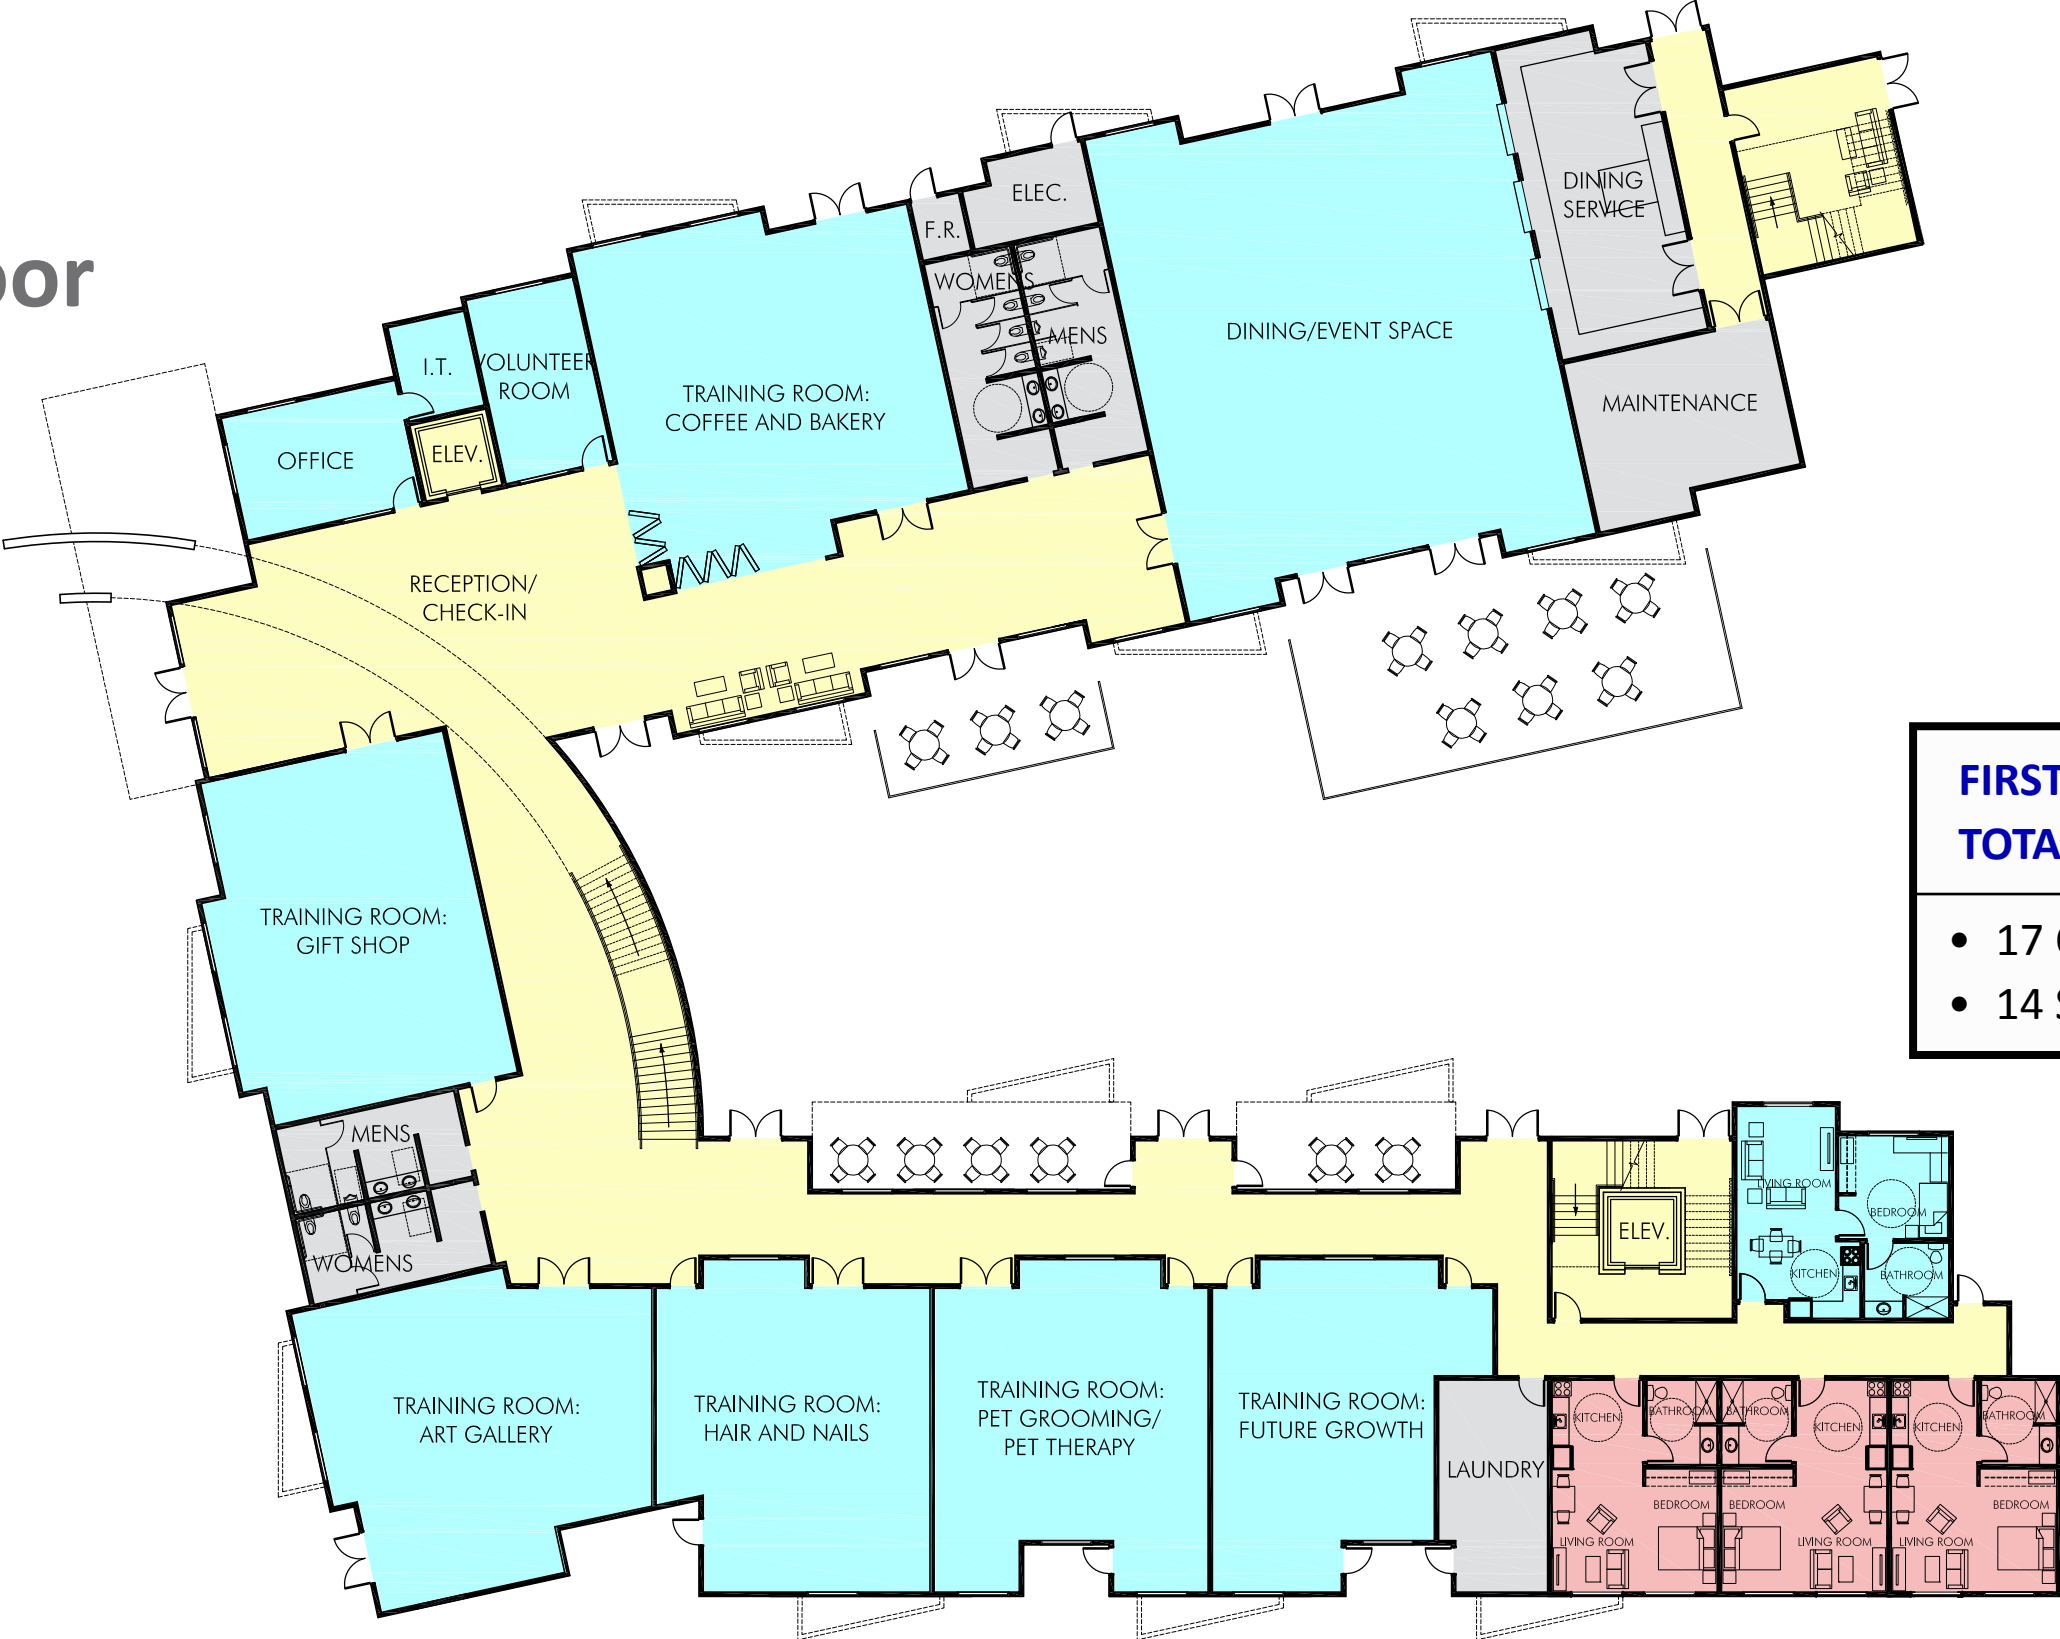 oor
ELEC.
F.R.
DINING
SERVICE
WOMENS
MENS
DINING/EVENT SPACE
I.T.
VOLUNTEER
ROOM
TRAINING ROOM:
COFFEE AND BAKERY
MAINTENANCE
OFFICE
ELEV.
RECEPTION/
CHECK-IN
FIRST
TOTA
• 17
• 14
TRAINING ROOM:
GIFT SHOP
MENS
WOMENS
LIVING ROOM
BEDROOM
ELEV.
KITCHEN
BATHROOM
TRAINING ROOM:
ART GALLERY
TRAINING ROOM:
HAIR AND NAILS
TRAINING ROOM:
PET GROOMING/
PET THERAPY
TRAINING ROOM:
FUTURE GROWTH
LAUNDRY
KITCHEN
BATHROOM
BATHROOM
KITCHEN
KITCHEN
BATHROOM
BEDROOM
BEDROOM
BEDROOM
LIVING ROOM
LIVING ROOM
LIVING ROOM